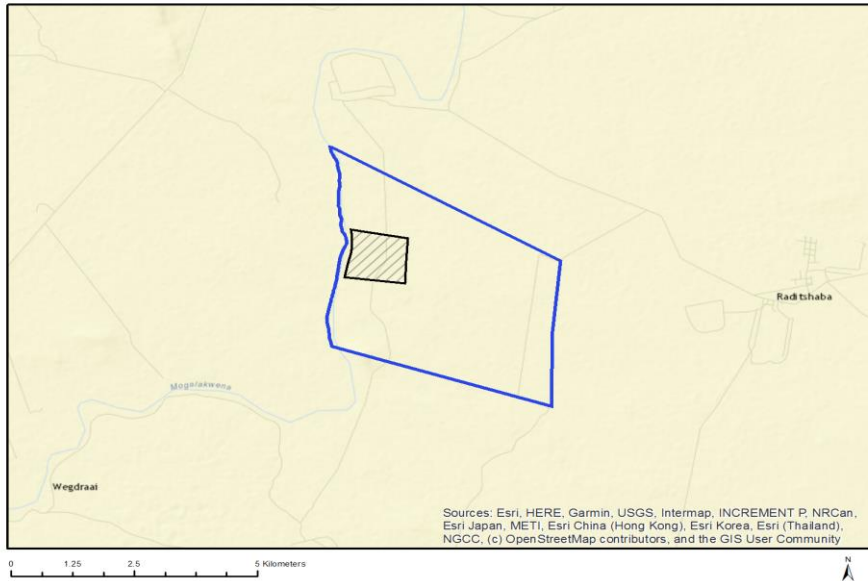 Raditshaba
Mogalakwena
Wegdraai
Sources: Esri, HERE, Garmin, USGS, Intermap, INCREMENT P, NRCan,
Esri Japan, METI, Esri China (Hong Kong), Esri Korea, Esri (Thailand),
NGCC, (c) OpenStreetMap contributors, and the GIS User Community
0 1.25 2.5 5 Kilometers
N